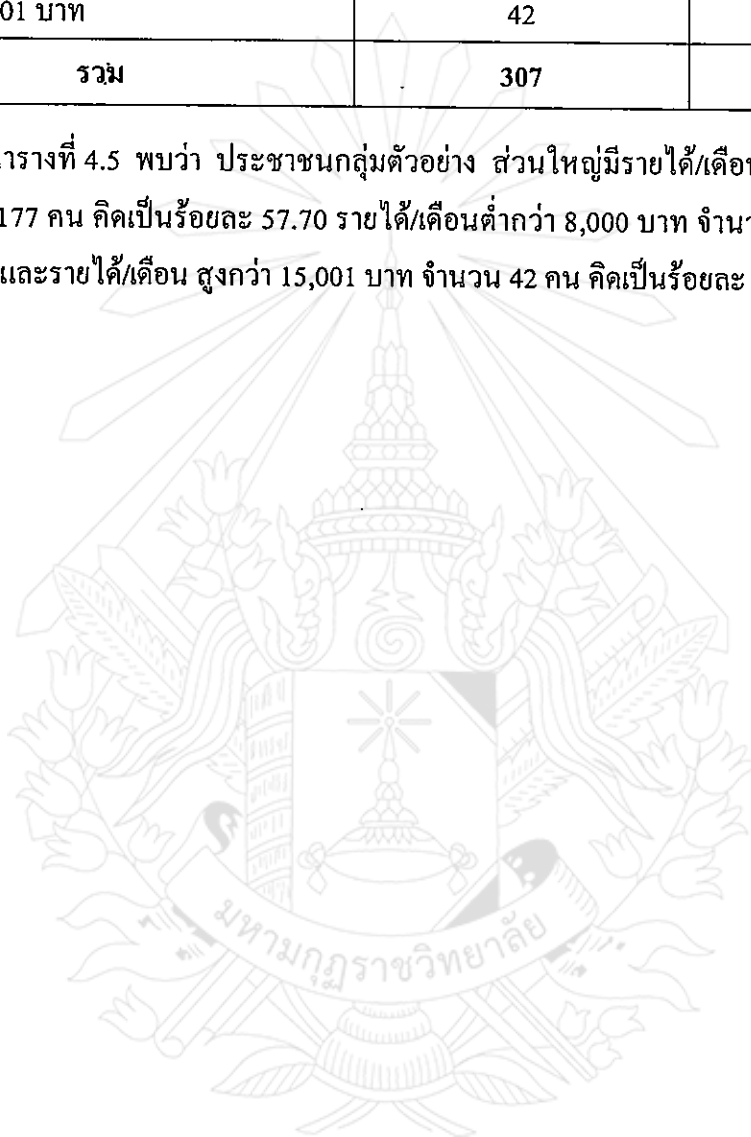 01 บาท 42
รวม 307
ารางที่ 4.5 พบว่า ประชาชนกลุ่มตัวอย่าง ส่วนใหญ่มีรายได้/เดือน
177 คน คิดเป็นร้อยละ 57.70 รายได้/เดือนต่ำกว่า 8,000 บาท จำนว
และรายได้/เดือน สูงกว่า 15,001 บาท จำนวน 42 คน คิดเป็นร้อยละ
มหามกุฏราชวิทยาลัย